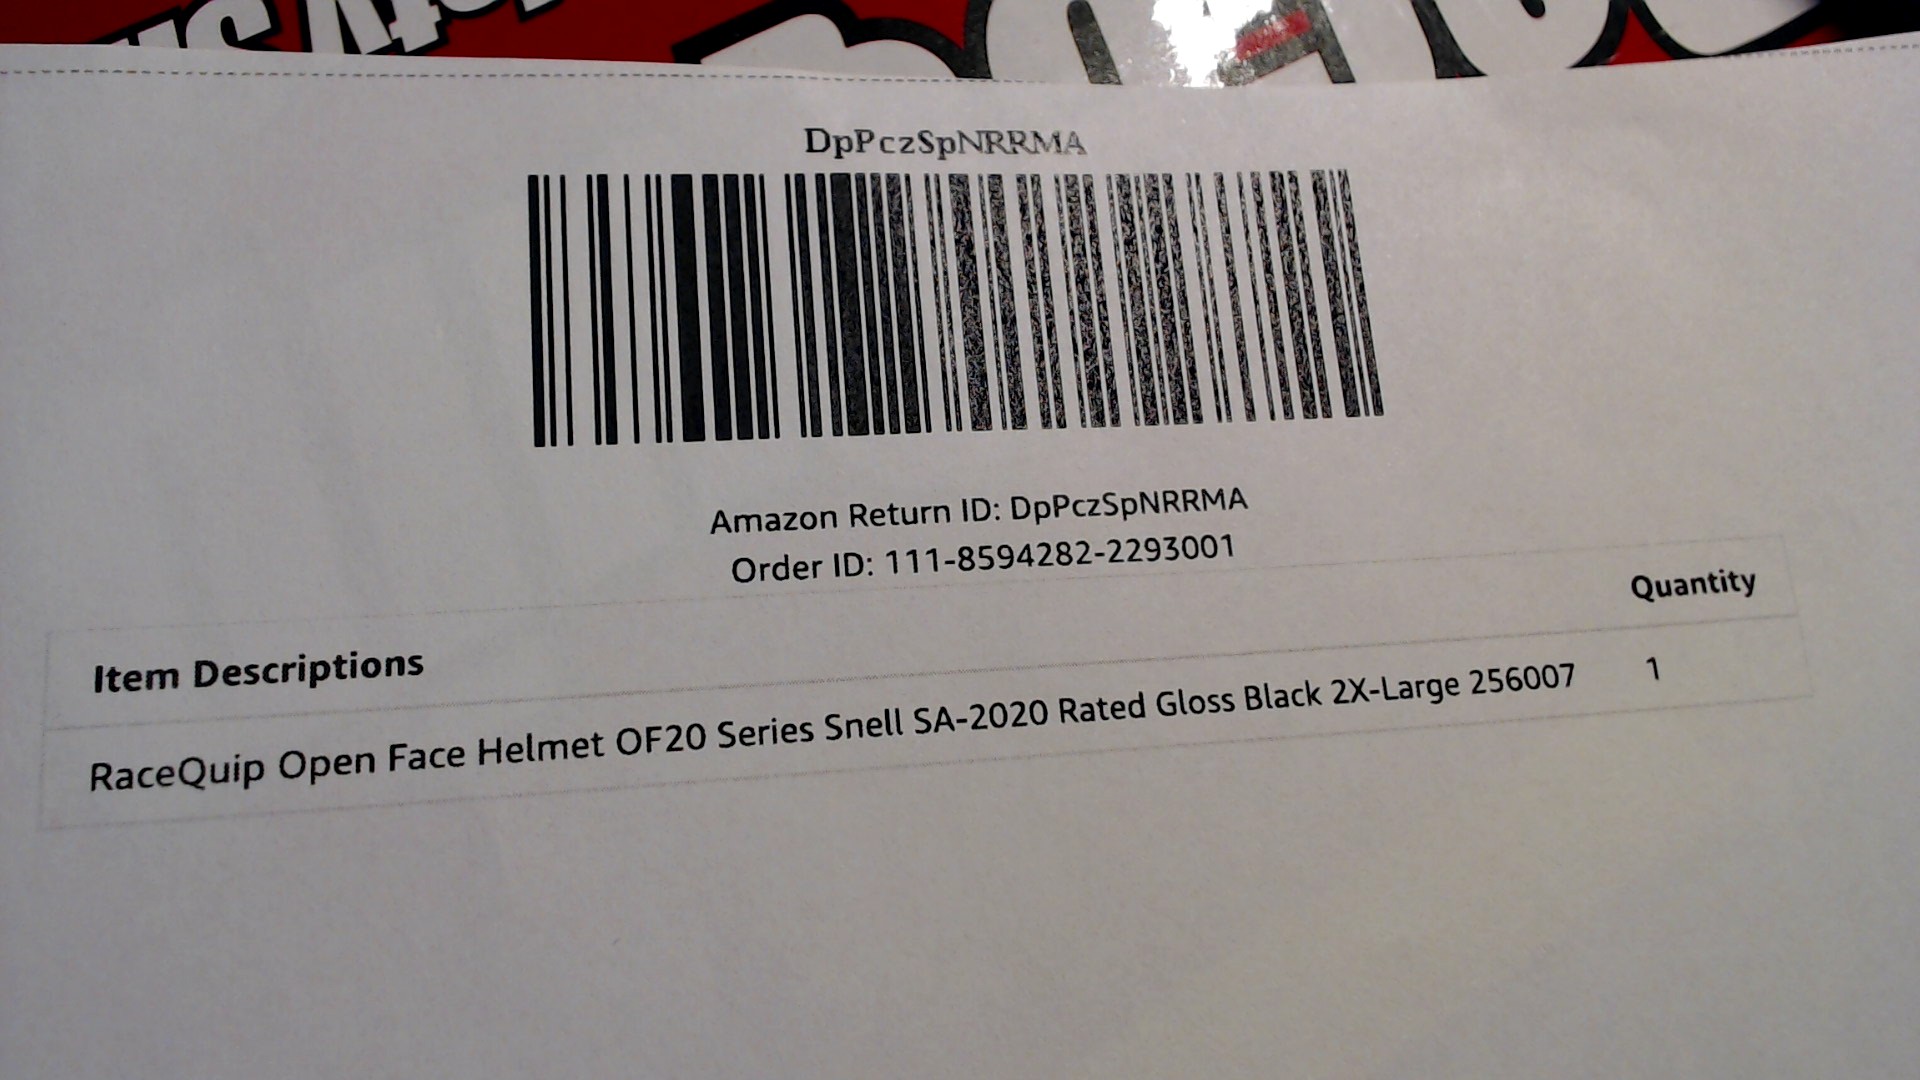 DpPczSpNRRMA
Amazon Return ID: DpPczSpNRRMA
Order ID: 111-8594282-2293001
Item Descriptions Quantity
RaceQuip Open Face Helmet OF20 Series Snell SA-2020 Rated Gloss Black 2X-Large 256007 1